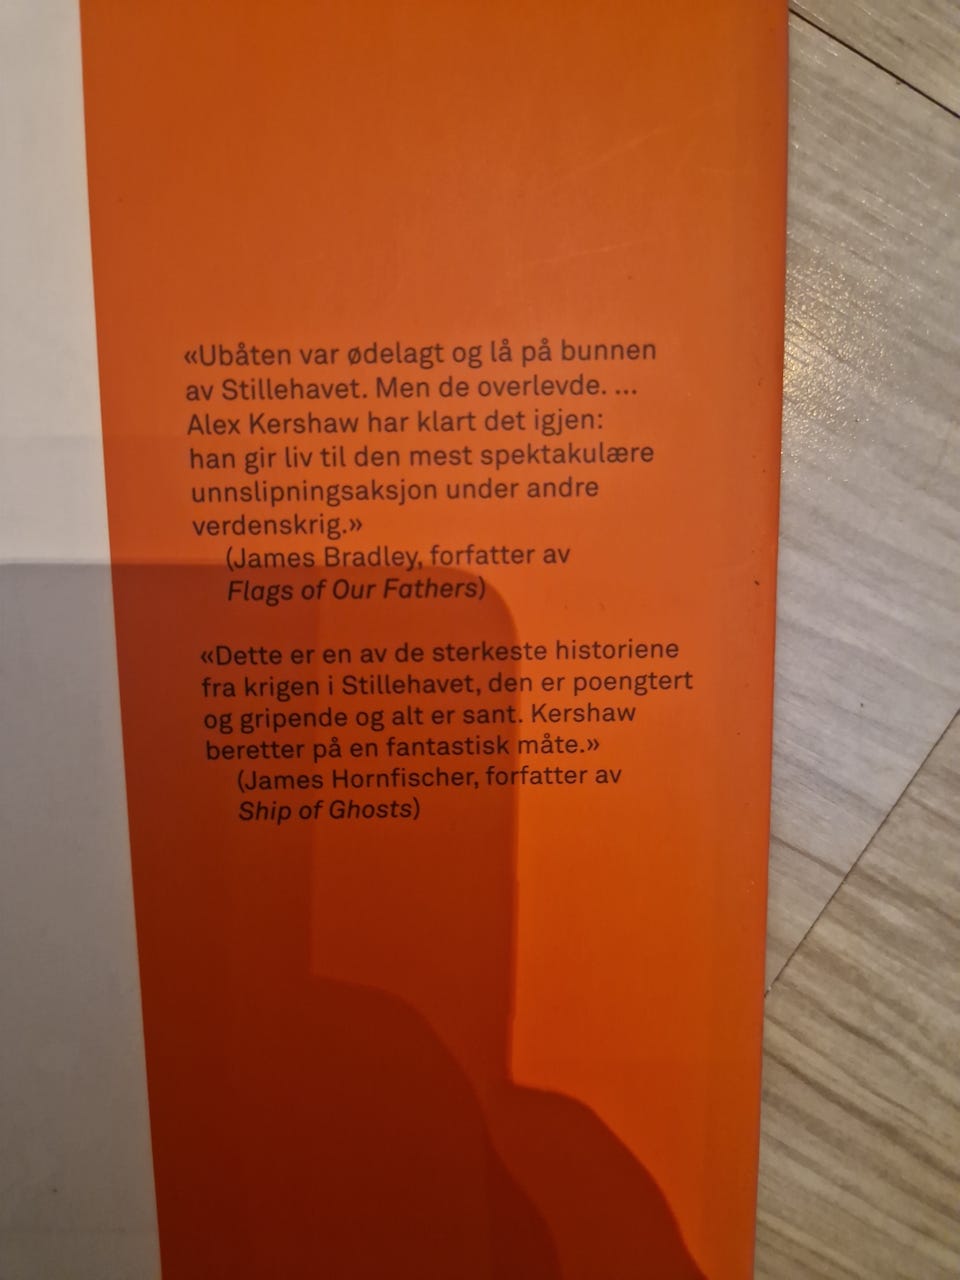 «Ubåten var ødelagt og lå på bunnen
av Stillehavet. Men de overlevde. ...
Alex Kershaw har klart det igjen:
han gir liv til den mest spektakulære
unnslipningsaksjon under andre
verdenskrig.»
(James Bradley, forfatter av
Flags of Our Fathers)
«Dette er en av de sterkeste historiene
fra krigen i Stillehavet, den er poengtert
og gripende og alt er sant. Kershaw
beretter på en fantastisk måte.»
(James Hornfischer, forfatter av
Ship of Ghosts)